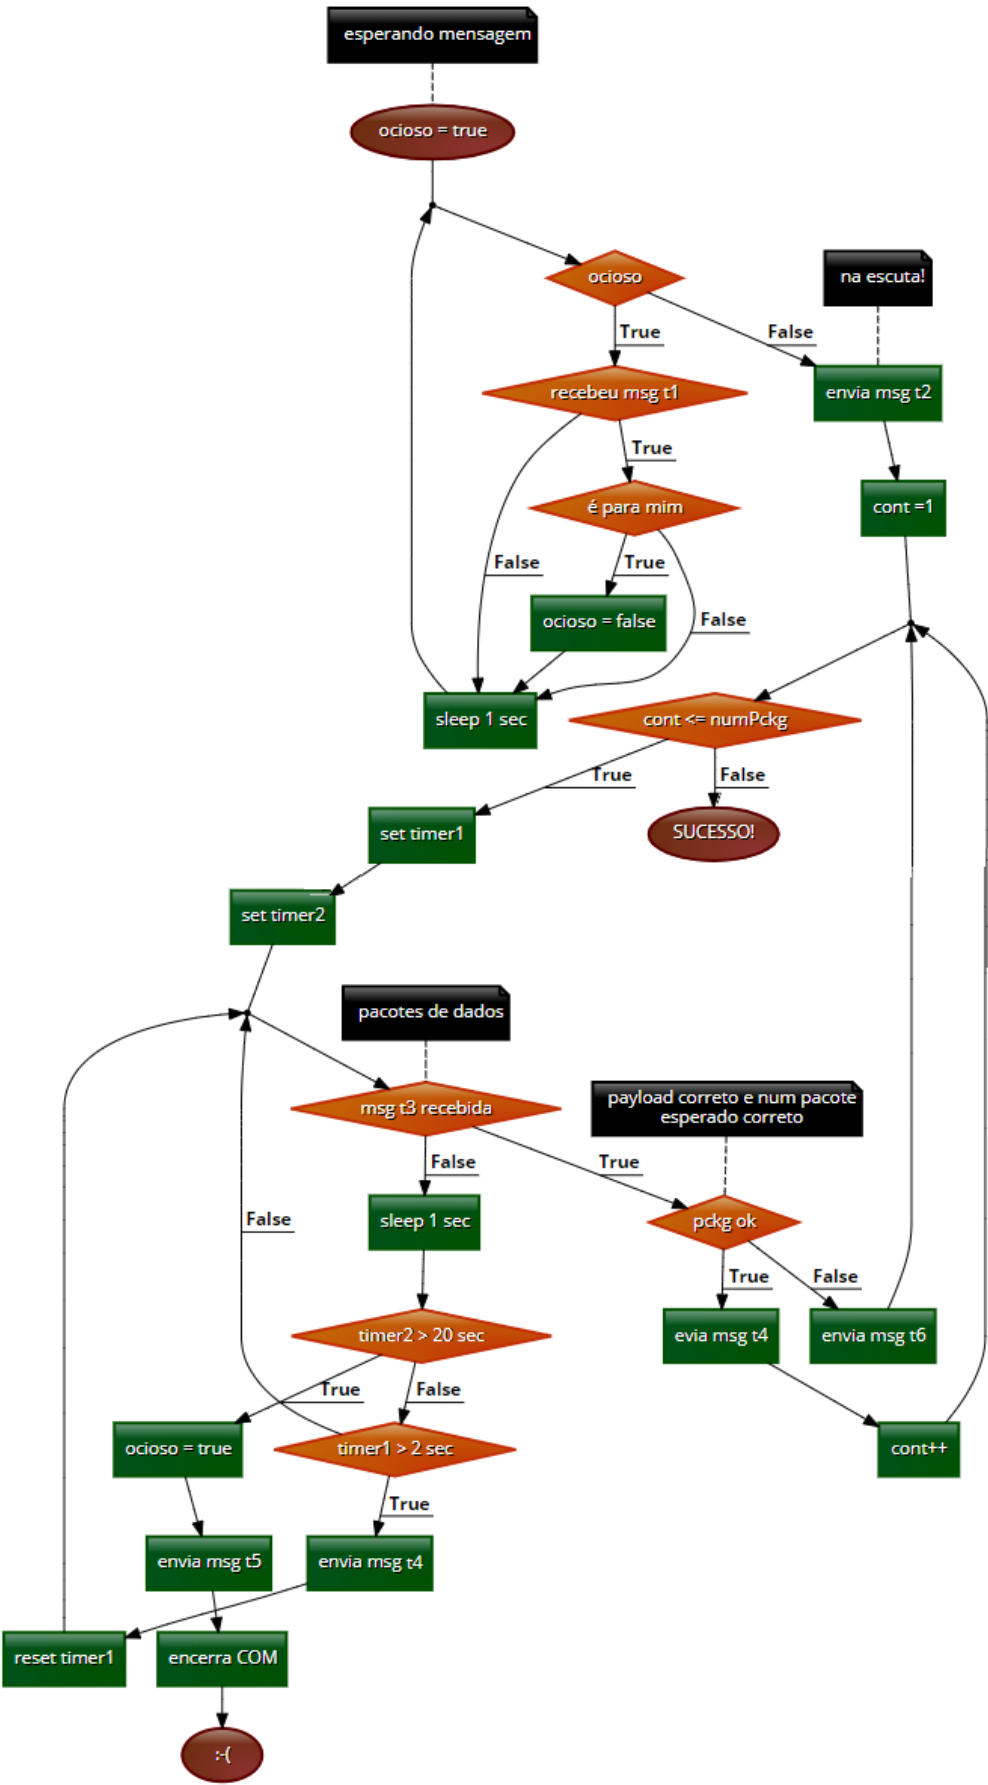 esperando mensagem
ocioso = true
ocioso
na escuta!
True
False
recebeu msg t1
envia msg t2
True
é para mim
cont =1
False
True
ocioso = false
False
sleep 1 sec
cont <= numPckg
True
False
set timer1
SUCESSO!
set timer2
pacotes de dados
msg t3 recebida
payload correto e num pacote
esperado correto
False
True
sleep 1 sec
pckg ok
False
True
False
timer2 > 20 sec
evia msg t4
envia msg t6
True
False
ocioso = true
timer1 > 2 sec
cont++
True
envia msg t5
envia msg t4
reset timer1
encerra COM
:-(